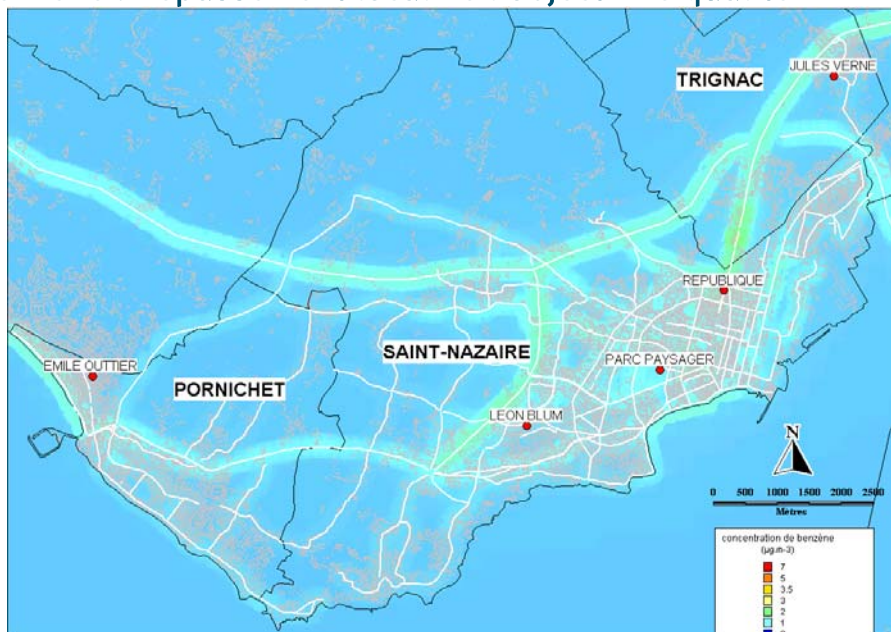 TRIGNAC
JULES VERNE
REPUBLIQUE
EMILE OUTTIER
SAINT-NAZAIRE
PARC PAYSAGER
PORNICHET
LEON BLUM
N
0 500 1000 1500 2000 2500
Mètres
concentration de benzène
(µg.m-3)
7
5
3.5
3
2
1